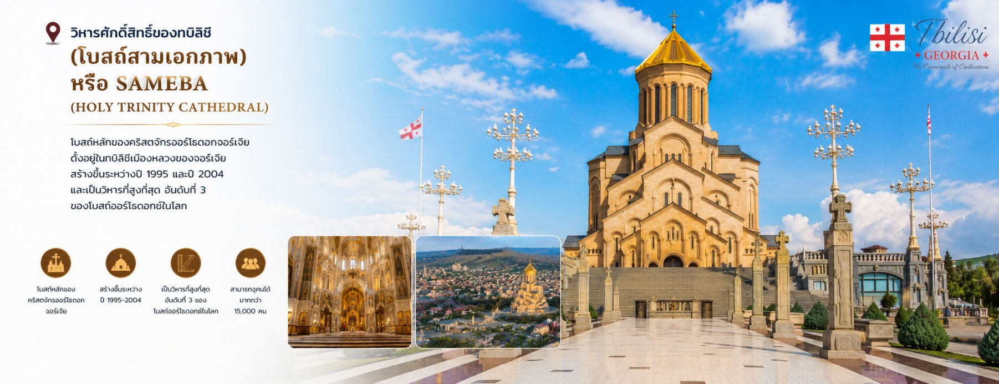 วิหารศักดิ์สิทธิ์ของทบิลิซี
(โบสถ์สามเอกภาพ)
หรือ SAMEBA
(HOLY TRINITY CATHEDRAL)
โบสถ์หลักของคริสตจักรออร์โธดอกจอร์เจีย
ตั้งอยู่ในทบิลิซีเมืองหลวงของจอร์เจีย
สร้างขึ้นระหว่างปี 1995 และปี 2004
และเป็นวิหารที่สูงที่สุด อันดับที่ 3
ของโบสถ์ออร์โธดอกซ์ในโลก
โบสถ์หลักของ
คริสตจักรออร์โธดอก
จอร์เจีย
สร้างขึ้นระหว่าง
ปี 1995-2004
เป็นวิหารที่สูงที่สุด
อันดับที่ 3 ของ
โบสถ์ออร์โธดอกซ์ในโลก
สามารถจุคนได้
มากกว่า
15,000 คน
Tbilisi
GEORGIA
The Crossroads of Civilizations